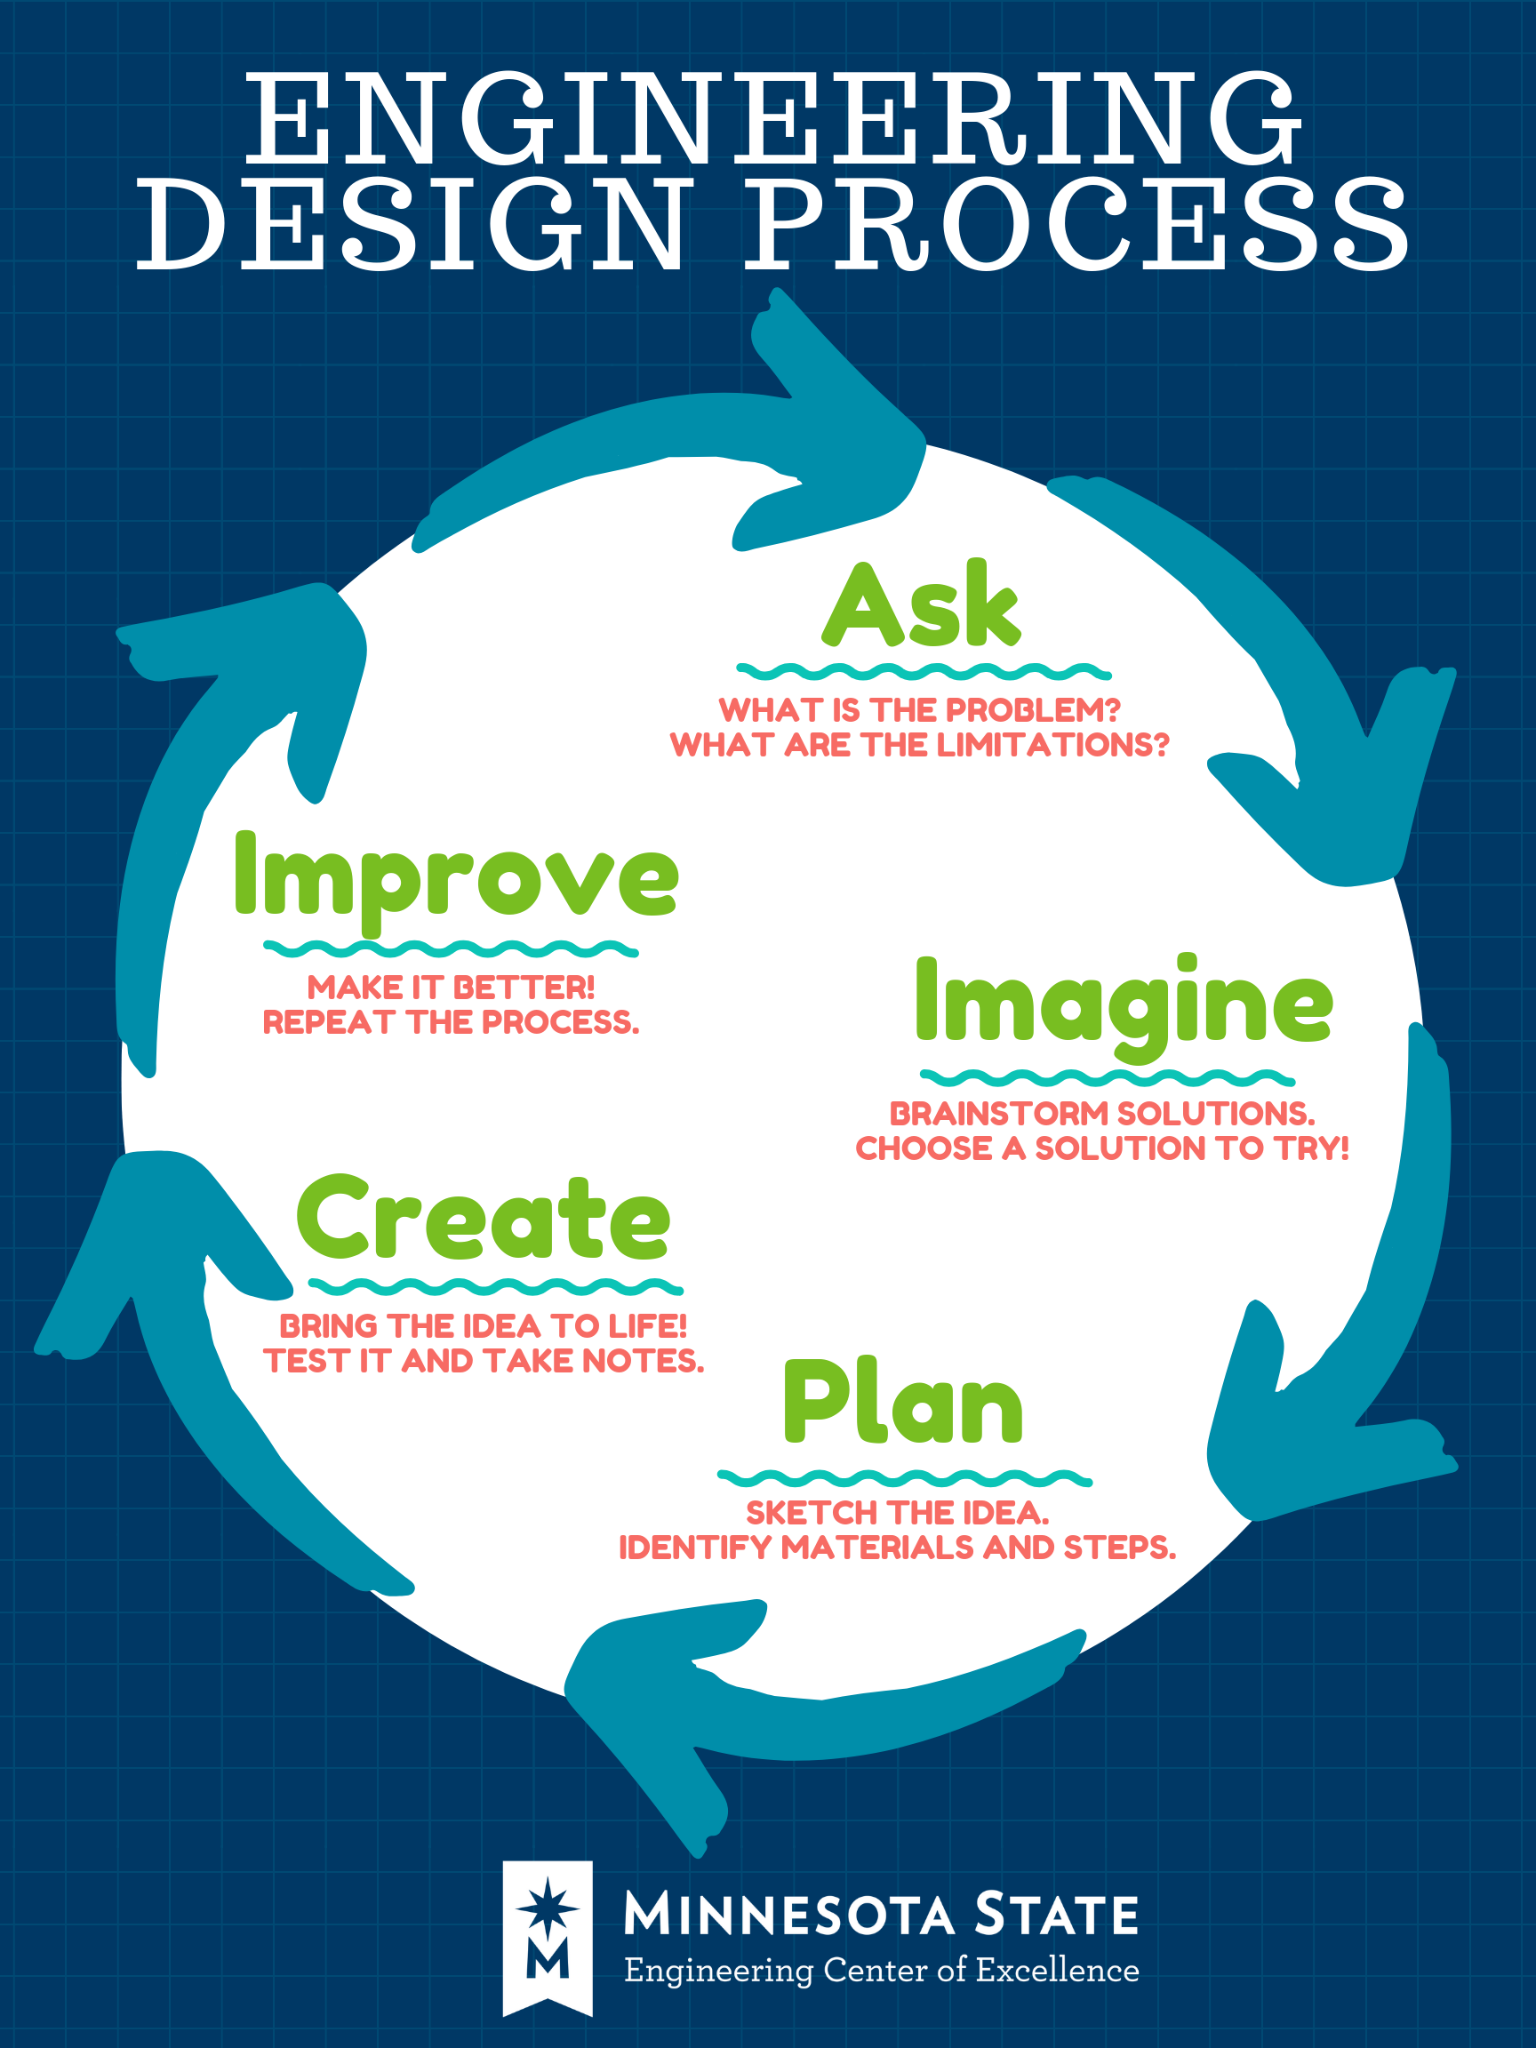 ENGINEERING
DESIGN PROCESS
Ask
WHAT IS THE PROBLEM?
WHAT ARE THE LIMITATIONS?
Imagine
BRAINSTORM SOLUTIONS.
CHOOSE A SOLUTION TO TRY!
Plan
SKETCH THE IDEA.
IDENTIFY MATERIALS AND STEPS.
Create
BRING THE IDEA TO LIFE!
TEST IT AND TAKE NOTES.
Improve
MAKE IT BETTER!
REPEAT THE PROCESS.
M
MINNESOTA STATE
Engineering Center of Excellence